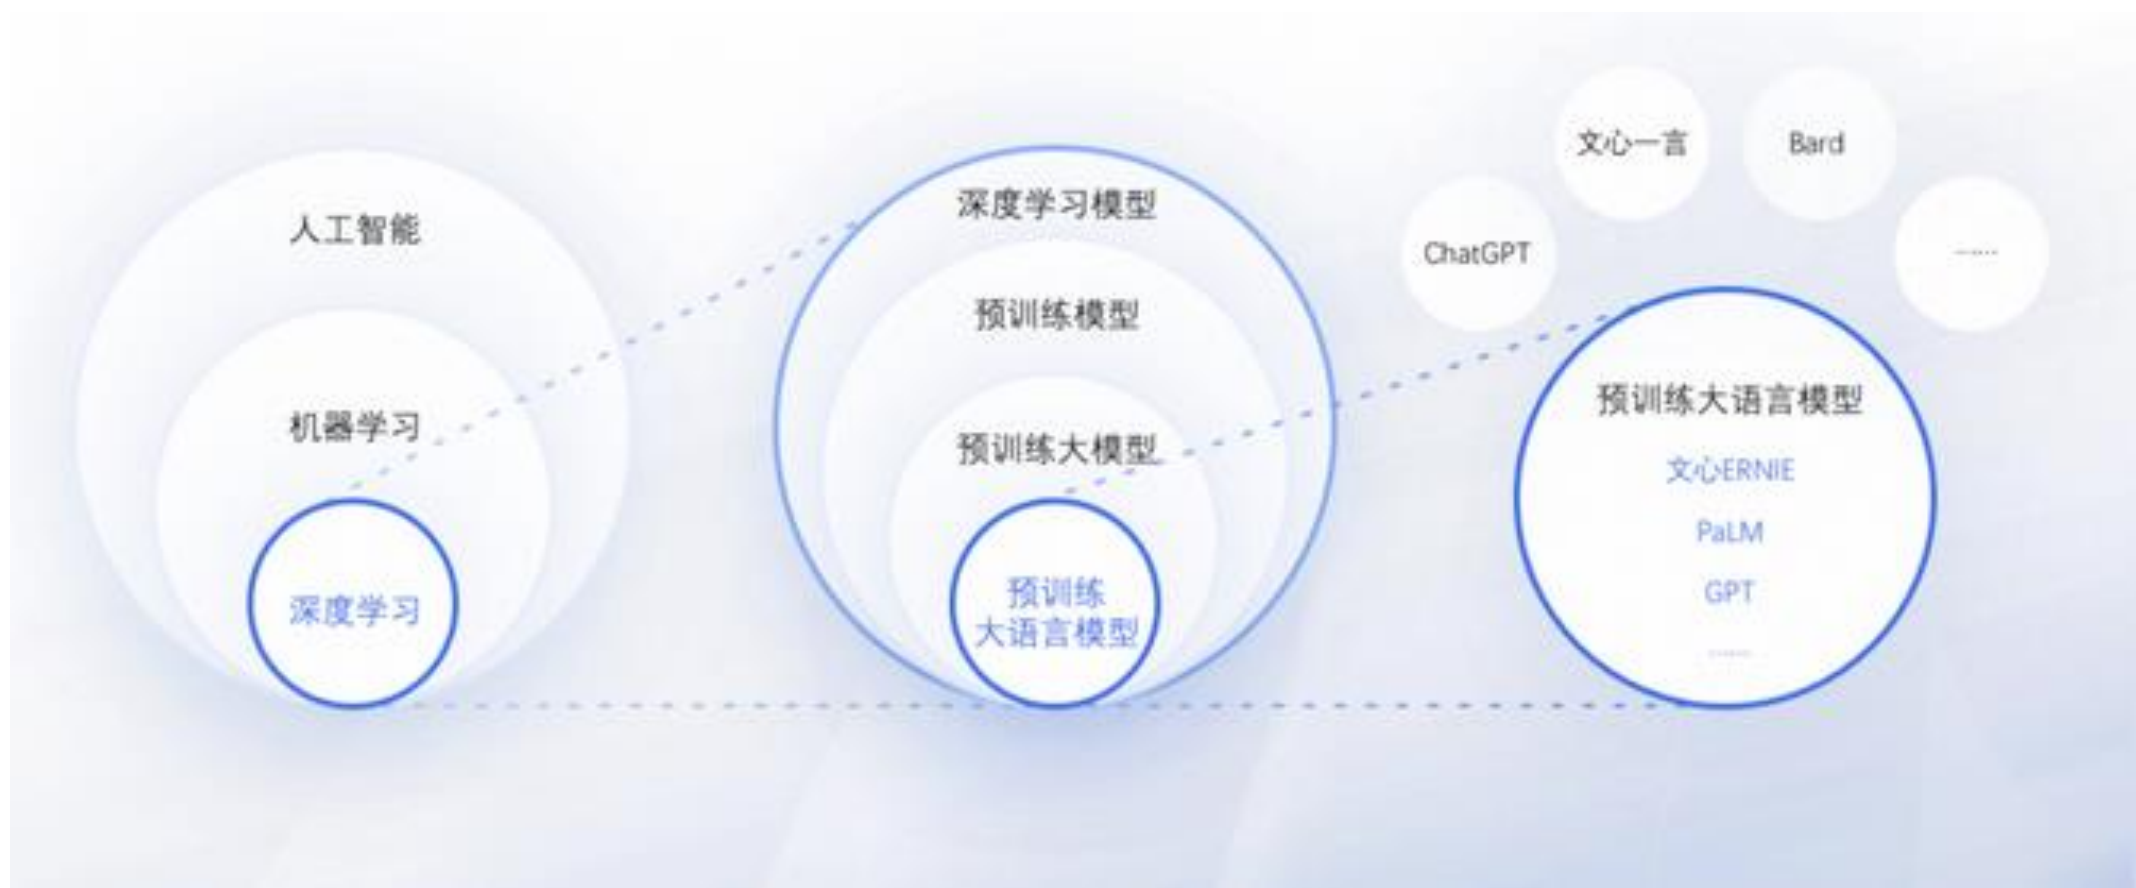 人工智能
机器学习
深度学习
深度学习模型
预训练模型
预训练大模型
预训练
大语言模型
ChatGPT
文心一言
Bard
……
预训练大语言模型
文心ERNIE
PaLM
GPT
……